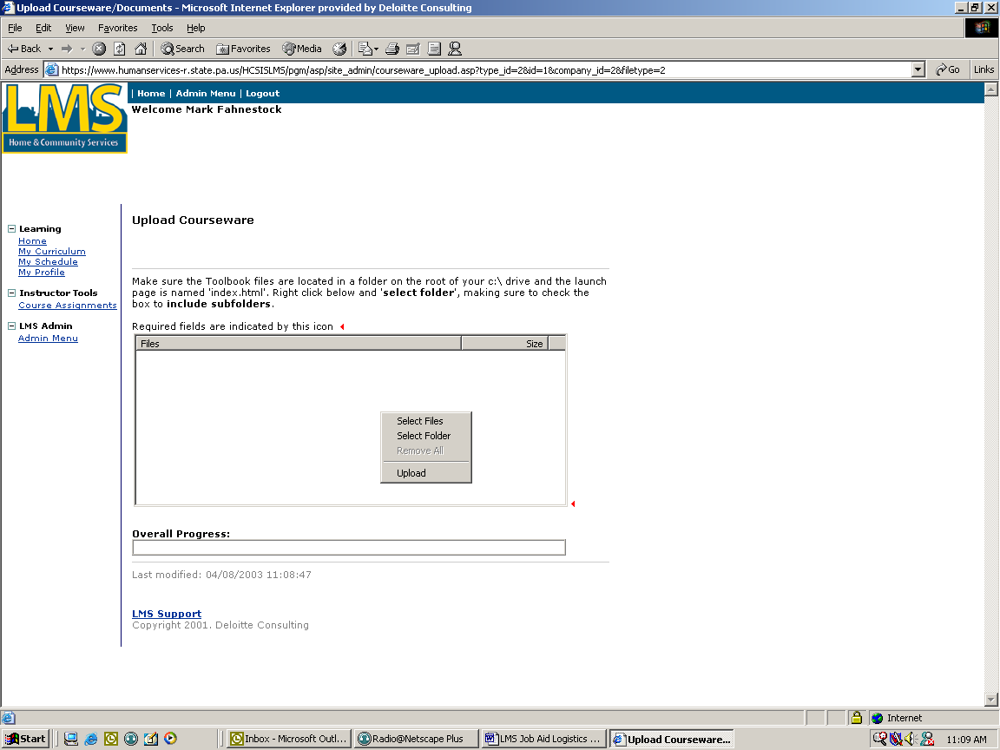 Upload Courseware/Documents - Microsoft Internet Explorer provided by Deloitte Consulting
File Edit View Favorites Tools Help
Back Search Favorites Media
Address https://www.humanservices-r.state.pa.us/HCSISLMS/pgm/asp/site_admin/courseware_upload.asp?type_id=2&id=1&company_id=2&filetype=2 Go Links
LMS
Home & Community Services
| Home | Admin Menu | Logout
Welcome Mark Fahnestock
Learning
Home
My Curriculum
My Schedule
My Profile
Instructor Tools
Course Assignments
LMS Admin
Admin Menu
Upload Courseware
Make sure the Toolbook files are located in a folder on the root of your c:\ drive and the launch
page is named 'index.html'. Right click below and 'select folder', making sure to check the
box to include subfolders.
Required fields are indicated by this icon
Files Size
Select Files
Select Folder
Remove All
Upload
Overall Progress:
Last modified: 04/08/2003 11:08:47
LMS Support
Copyright 2001. Deloitte Consulting
Internet
Start Inbox - Microsoft Outl... Radio@Netscape Plus LMS Job Aid Logistics ... Upload Courseware... 11:09 AM